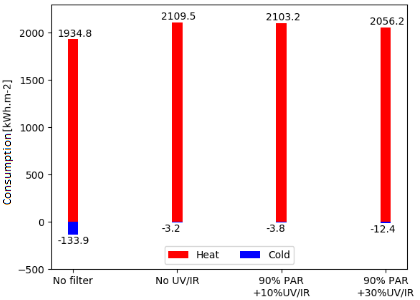 2000
1500
1000
500
0
−500
Consumption[kWh.m-2]
1934.8
2109.5
2103.2
2056.2
-133.9
-3.2
-3.8
-12.4
Heat
Cold
No filter
No UV/IR
90% PAR
+10%UV/IR
90% PAR
+30%UV/IR